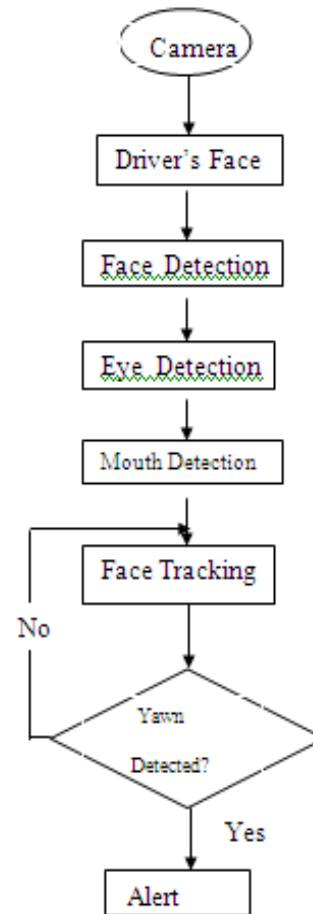 Camera
Driver's Face
Face Detection
Eye Detection
Mouth Detection
Face Tracking
No
Yawn
Detected?
Yes
Alert